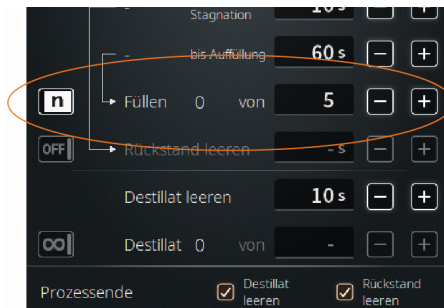 - Stagnation 10 s - +
- bis Auffüllung 60 s - +
n Füllen 0 von 5 - +
OFF Rückstand leeren - s - +
Destillat leeren 10 s - +
∞ Destillat 0 von - - +
Prozessende Destillat leeren Rückstand leeren